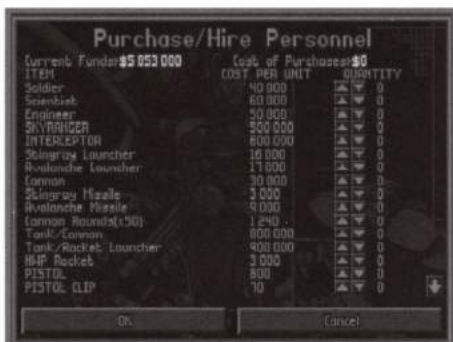 Purchase/Hire Personnel
Current Funds>$5 053 000 Cost of Purchases>$0
ITEM COST PER UNIT QUANTITY
Soldier 40 000 0
Scientist 60 000 0
Engineer 50 000 0
SKYRANGER 500 000 0
INTERCEPTOR 600 000 0
Stingray Launcher 16 000 0
Avalanche Launcher 17 000 0
Cannon 30 000 0
Stingray Missile 3 000 0
Avalanche Missile 9 000 0
Cannon Rounds(x50) 1 240 0
Tank/Cannon 0
Tank/Rocket Launcher 900 000 0
HWP Rocket 3 000 0
PISTOL 800 0
PISTOL CLIP 70 0
OK Cancel